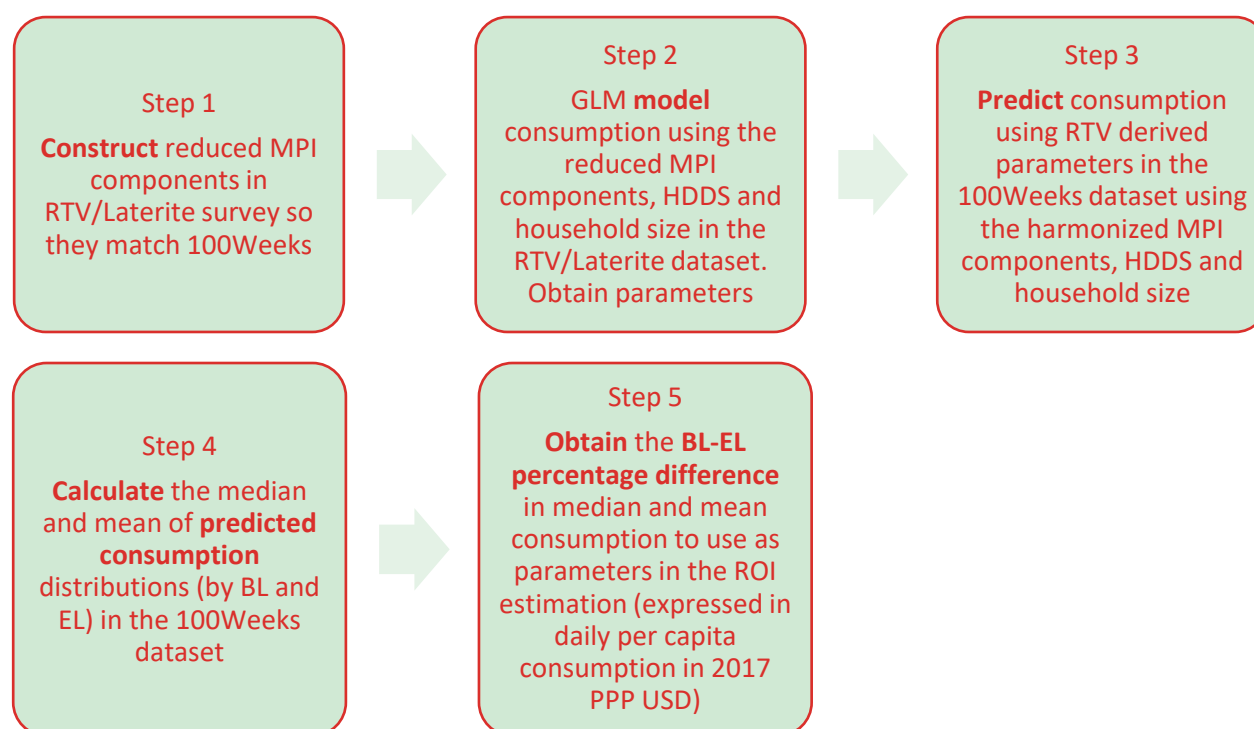 Step 1
Construct reduced MPI
components in
RTV/Laterite survey so
they match 100Weeks
Step 2
GLM model
consumption using the
reduced MPI
components, HDDS and
household size in the
RTV/Laterite dataset.
Obtain parameters
Step 3
Predict consumption
using RTV derived
parameters in the
100Weeks dataset using
the harmonized MPI
components, HDDS and
household size
Step 4
Calculate the median
and mean of predicted
consumption
distributions (by BL and
EL) in the 100Weeks
dataset
Step 5
Obtain the BL-EL
percentage difference
in median and mean
consumption to use as
parameters in the ROI
estimation (expressed in
daily per capita
consumption in 2017
PPP USD)